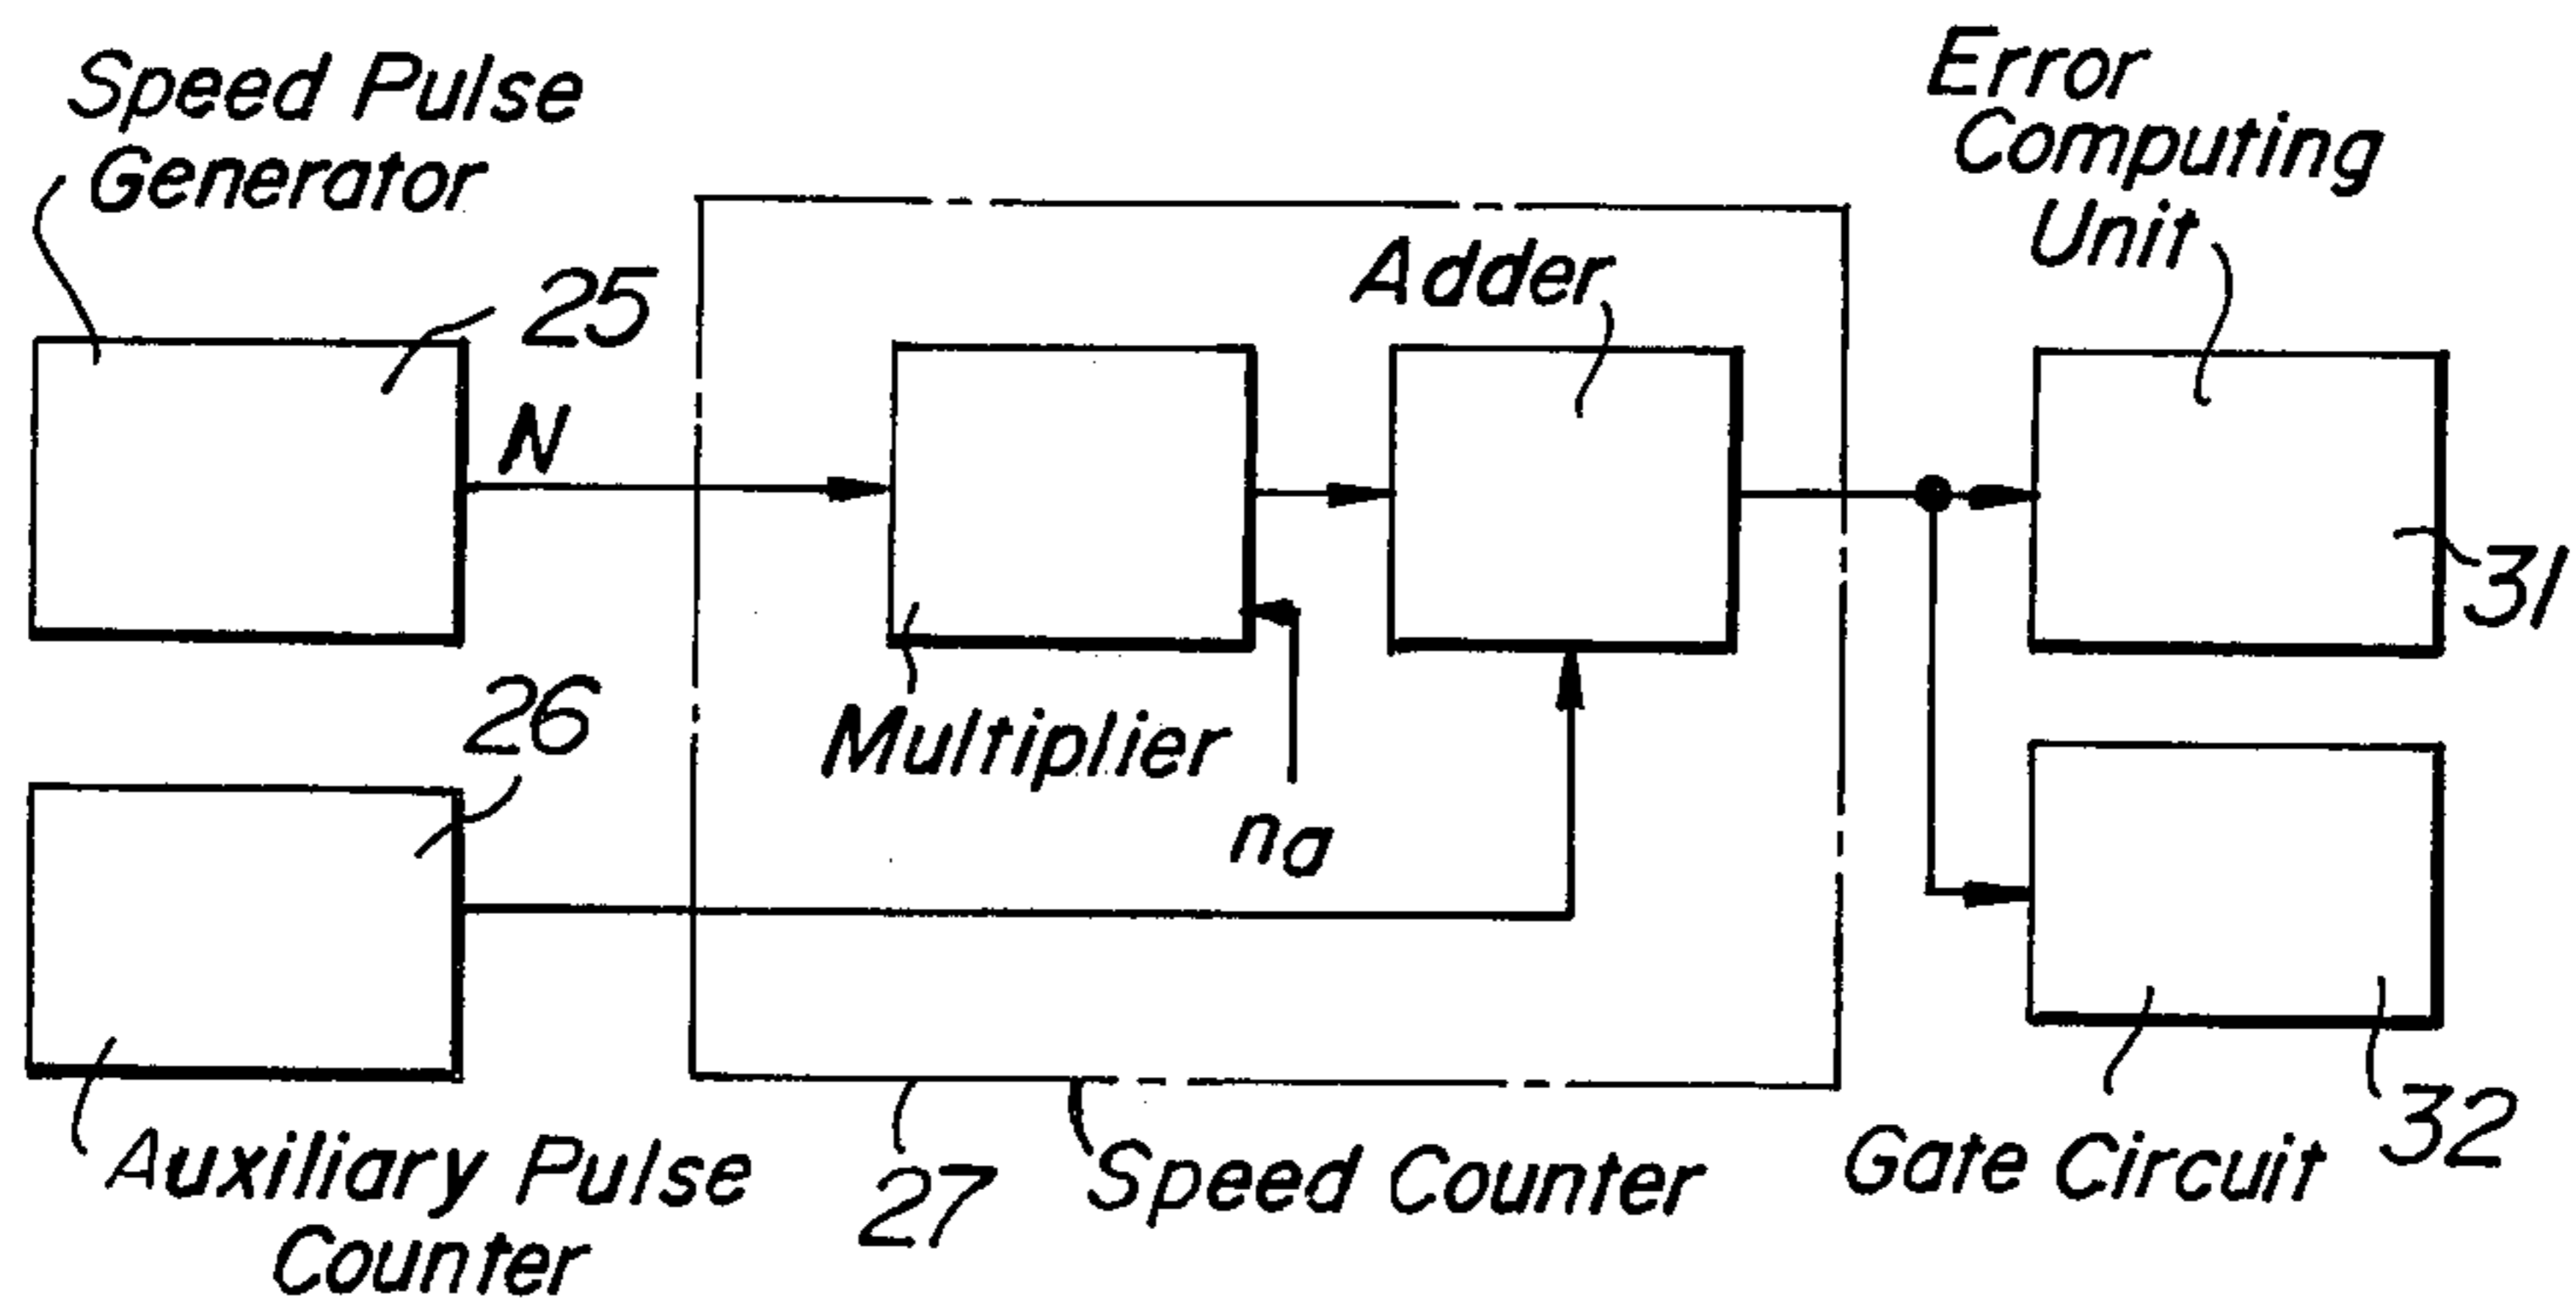 Speed Pulse
Generator
25
N
26
Auxiliary Pulse
Counter
Multiplier
na
Adder
27
Speed Counter
Error
Computing
Unit
31
Gate Circuit
32